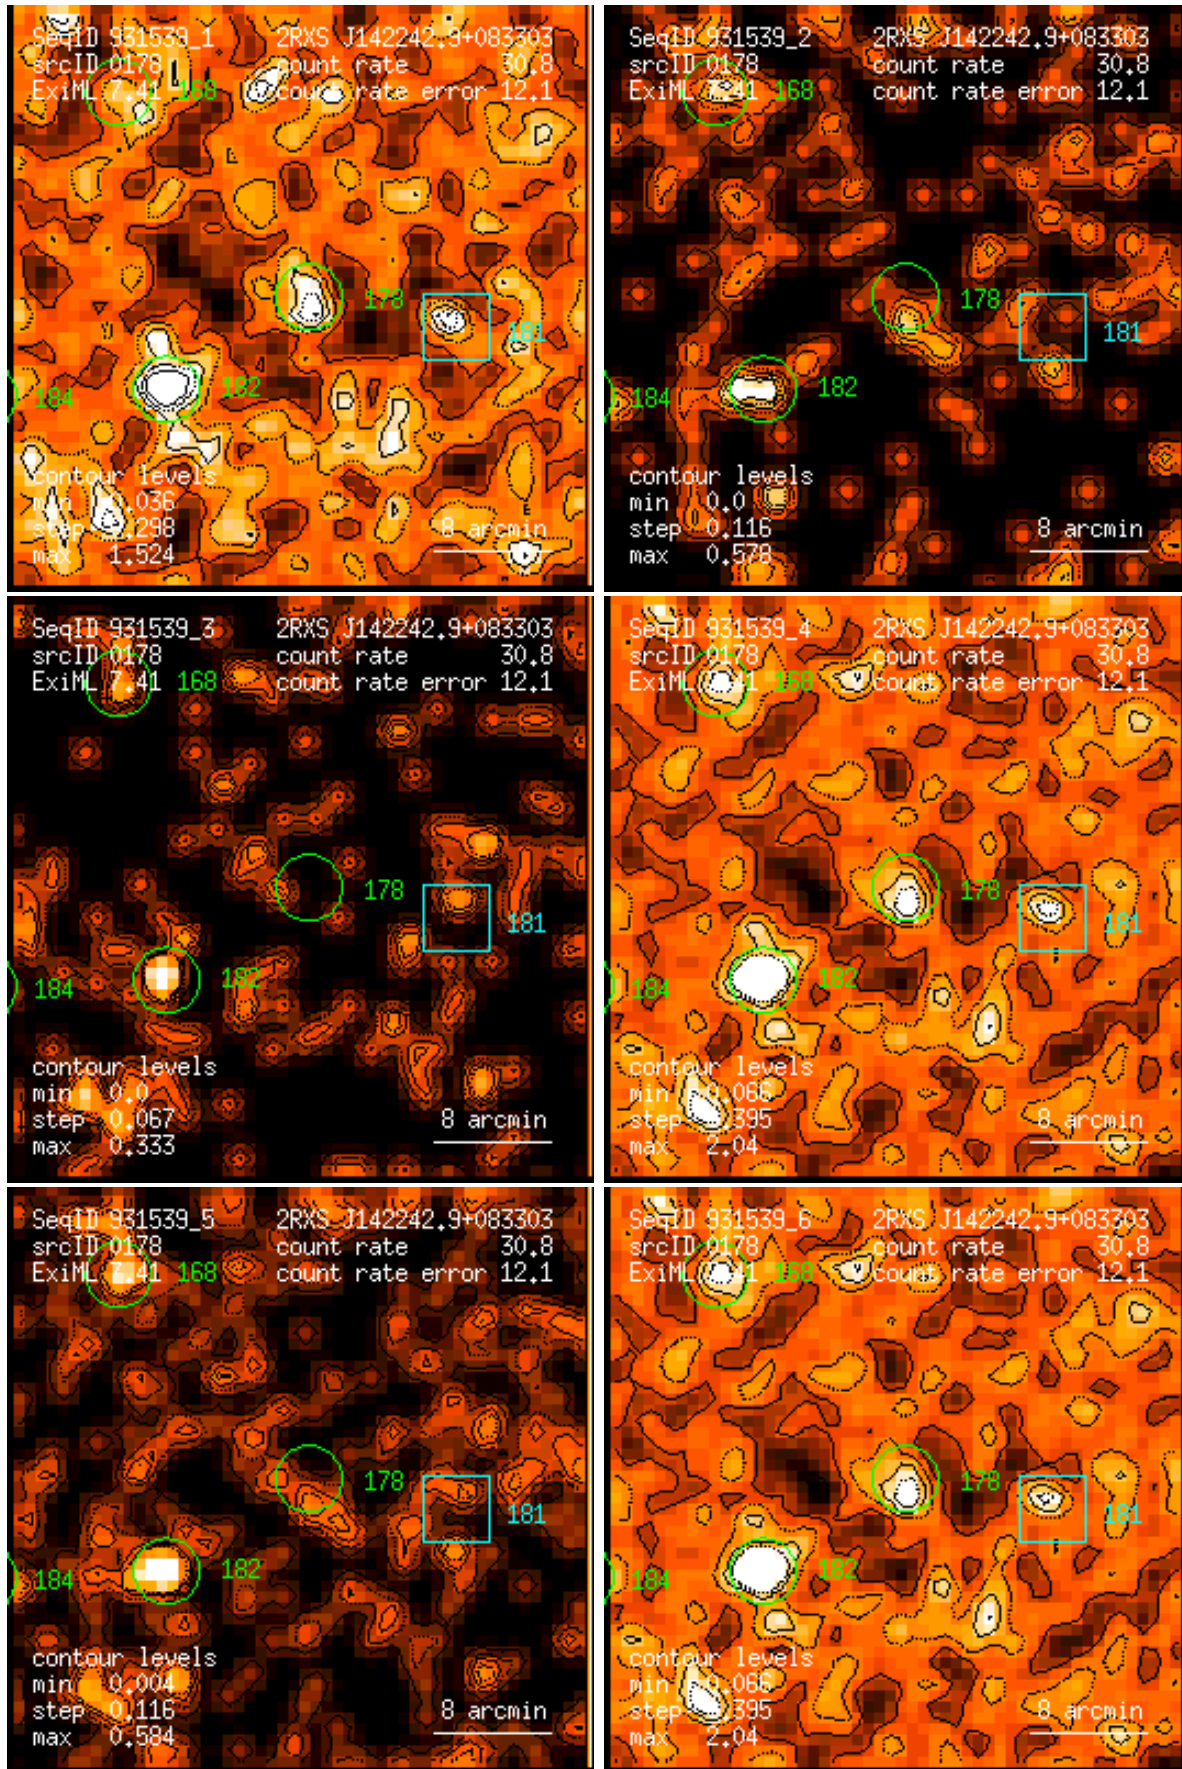 SeqID 931539_1 2RXS J142242.9+083303
srcID 0178 count rate 30.8
ExiML 7.41 168 count rate error 12.1
178
181
182
184
contour levels
min 0.036
step 0.298 8 arcmin
max 1.524
SeqID 931539_2 2RXS J142242.9+083303
srcID 0178 count rate 30.8
ExiML 7.41 168 count rate error 12.1
178
181
182
184
contour levels
min 0.0
step 0.116 8 arcmin
max 0.578
SeqID 931539_3 2RXS J142242.9+083303
srcID 0178 count rate 30.8
ExiML 7.41 168 count rate error 12.1
178
181
182
184
contour levels
min 0.0
step 0.067 8 arcmin
max 0.333
SeqID 931539_4 2RXS J142242.9+083303
srcID 0178 count rate 30.8
ExiML 7.41 168 count rate error 12.1
178
181
182
184
contour levels
min 0.066
step 0.395 8 arcmin
max 2.04
SeqID 931539_5 2RXS J142242.9+083303
srcID 0178 count rate 30.8
ExiML 7.41 168 count rate error 12.1
178
181
182
184
contour levels
min 0.004
step 0.116 8 arcmin
max 0.584
SeqID 931539_6 2RXS J142242.9+083303
srcID 0178 count rate 30.8
ExiML 7.41 168 count rate error 12.1
178
181
182
184
contour levels
min 0.066
step 0.395 8 arcmin
max 2.04